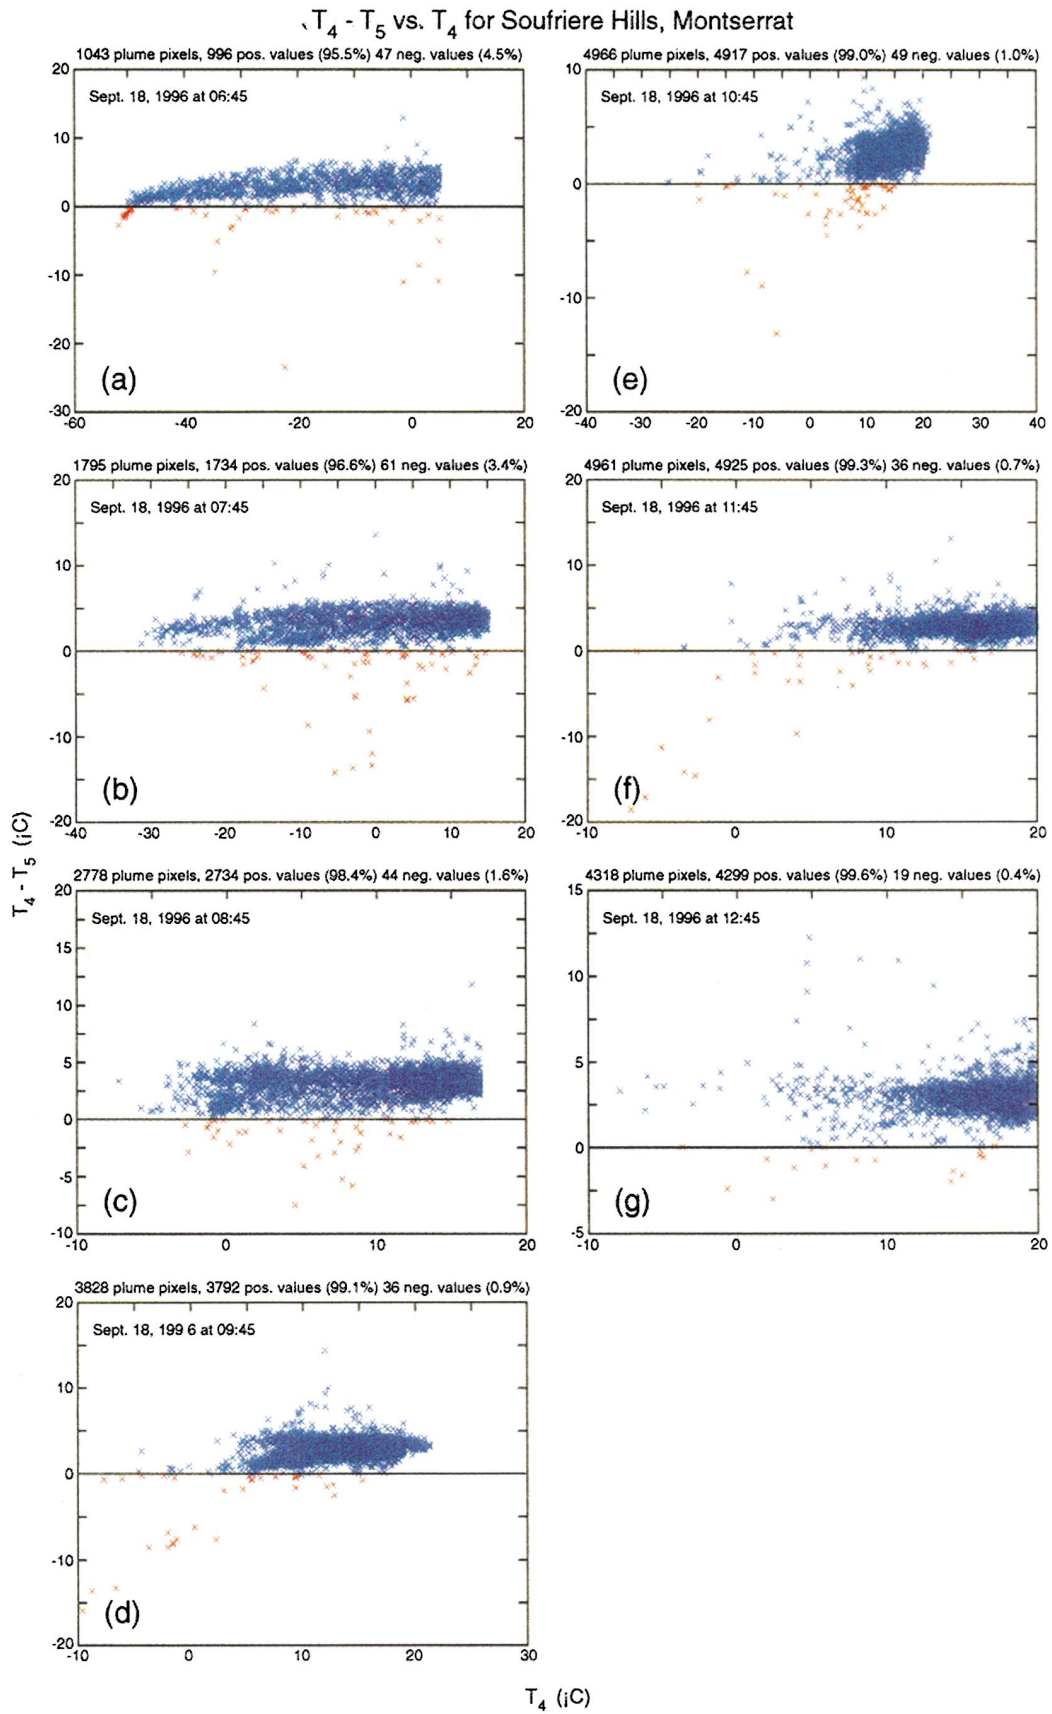 T4 - T5 vs. T4 for Soufriere Hills, Montserrat
1043 plume pixels, 996 pos. values (95.5%) 47 neg. values (4.5%)
Sept. 18, 1996 at 06:45
20
10
0
-10
-20
-30
(a)
-60 -40 -20 0 20
1795 plume pixels, 1734 pos. values (96.6%) 61 neg. values (3.4%)
Sept. 18, 1996 at 07:45
20
10
0
-10
-20
(b)
-40 -30 -20 -10 0 10 20
2778 plume pixels, 2734 pos. values (98.4%) 44 neg. values (1.6%)
Sept. 18, 1996 at 08:45
20
15
10
5
0
-5
-10
(c)
-10 0 10 20
3828 plume pixels, 3792 pos. values (99.1%) 36 neg. values (0.9%)
Sept. 18, 199 6 at 09:45
20
10
0
-10
-20
(d)
-10 0 10 20 30
4966 plume pixels, 4917 pos. values (99.0%) 49 neg. values (1.0%)
Sept. 18, 1996 at 10:45
10
0
-10
-20
(e)
-40 -30 -20 -10 0 10 20 30 40
4961 plume pixels, 4925 pos. values (99.3%) 36 neg. values (0.7%)
Sept. 18, 1996 at 11:45
20
10
0
-10
-20
(f)
-10 0 10 20
4318 plume pixels, 4299 pos. values (99.6%) 19 neg. values (0.4%)
Sept. 18, 1996 at 12:45
15
10
5
0
-5
(g)
-10 0 10 20
T4 - T5 (¡C)
T4 (¡C)